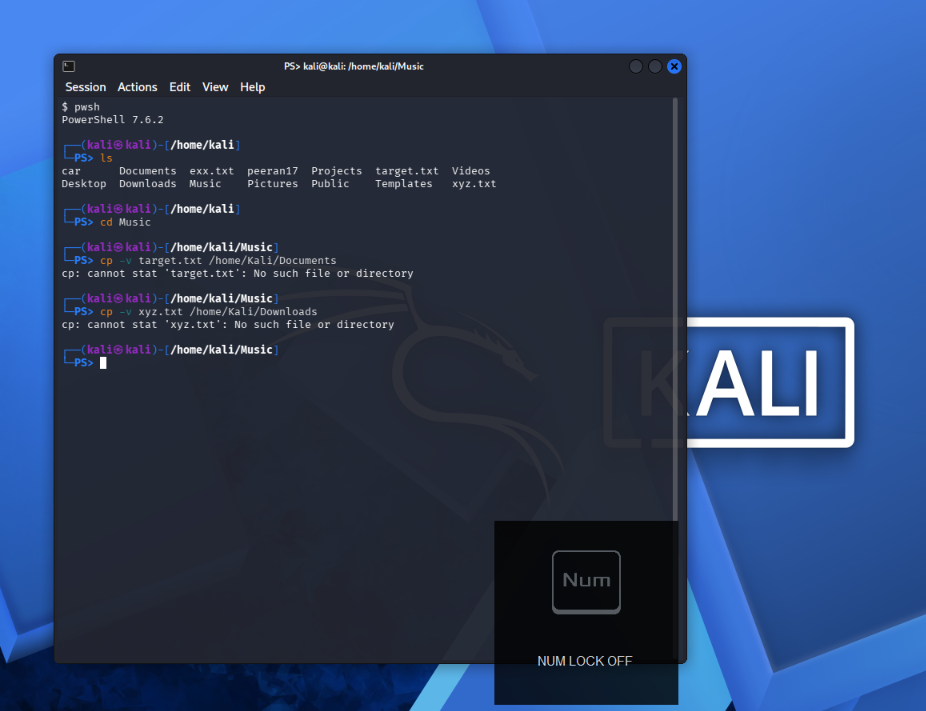 PS> kali@kali: /home/kali/Music
Session Actions Edit View Help
$ pwsh
PowerShell 7.6.2
┌──(kali㉿kali)-[/home/kali]
└─PS> ls
car Documents exx.txt peeran17 Projects target.txt Videos
Desktop Downloads Music Pictures Public Templates xyz.txt
┌──(kali㉿kali)-[/home/kali]
└─PS> cd Music
┌──(kali㉿kali)-[/home/kali/Music]
└─PS> cp -v target.txt /home/Kali/Documents
cp: cannot stat 'target.txt': No such file or directory
┌──(kali㉿kali)-[/home/kali/Music]
└─PS> cp -v xyz.txt /home/Kali/Downloads
cp: cannot stat 'xyz.txt': No such file or directory
┌──(kali㉿kali)-[/home/kali/Music]
└─PS>
KALI
Num
NUM LOCK OFF